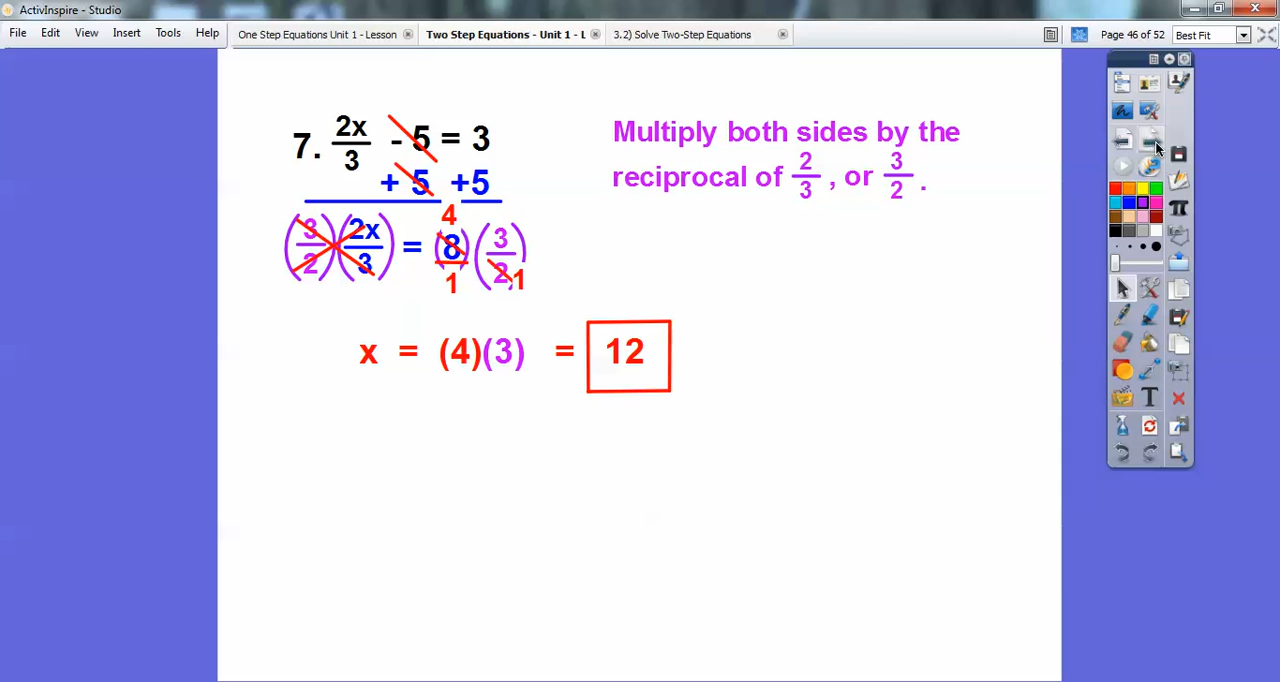 ActivInspire - Studio
File Edit View Insert Tools Help
One Step Equations Unit 1 - Lesson
Two Step Equations - Unit 1 - L
3.2) Solve Two-Step Equations
Page 46 of 52
Best Fit
7. 2x/3 - 5 = 3
+ 5 +5
4
(3/2)(2x/3) = (8/1)(3/2) 1
x = (4)(3) = 12
Multiply both sides by the
reciprocal of 2/3 , or 3/2 .
π
T